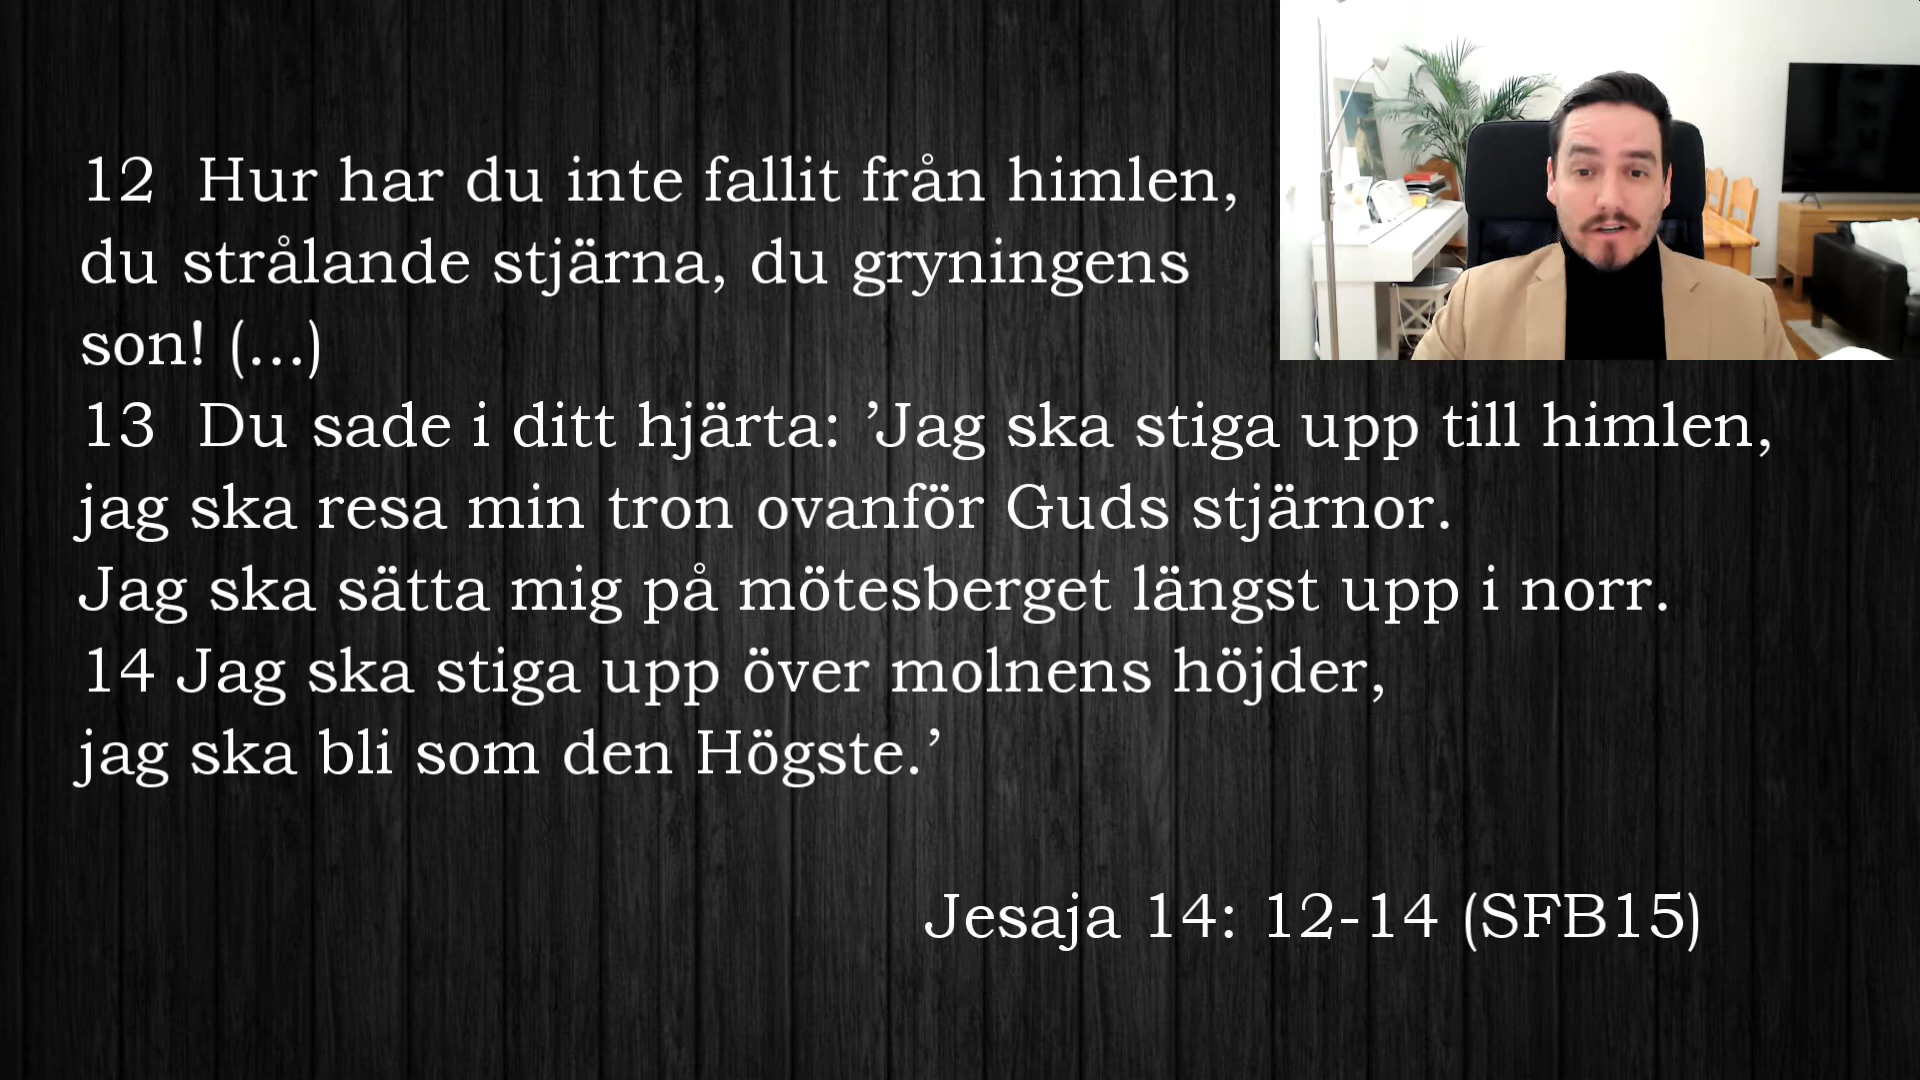 12 Hur har du inte fallit från himlen,
du strålande stjärna, du gryningens
son! (...)
13 Du sade i ditt hjärta: ’Jag ska stiga upp till himlen,
jag ska resa min tron ovanför Guds stjärnor.
Jag ska sätta mig på mötesberget längst upp i norr.
14 Jag ska stiga upp över molnens höjder,
jag ska bli som den Högste.’
Jesaja 14: 12-14 (SFB15)